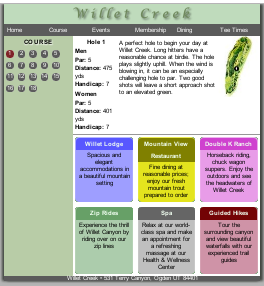 Willet Creek
Home Course Events Membership Dining Tee Times
COURSE
1 2 3 4 5
6 7 8 9 10
11 12 13 14 15
16 17 18
Hole 1
Men
Par: 5
Distance: 475
yds
Handicap: 7
Women
Par: 5
Distance: 401
yds
Handicap: 7
A perfect hole to begin your day at
Willet Creek. Long hitters have a
reasonable chance at birdie. The hole
plays slightly uphill. When the wind is
blowing in, it can be an especially
challenging hole to par. Two good
shots will leave a short approach shot
to an elevated green.
Willet Lodge
Spacious and
elegant
accommodations in
a beautiful mountain
setting
Mountain View
Restaurant
Fine dining at
reasonable prices;
enjoy our fresh
mountain trout
prepared to order
Double K Ranch
Horseback riding,
chuck wagon
suppers. Enjoy the
outdoors and see
the headwaters of
Willet Creek
Zip Rides
Experience the thrill
of Willet Canyon by
riding over on our
zip lines
Spa
Relax at our world-
class spa and make
an appointment for
a refreshing
massage at our
Health & Wellness
Center
Guided Hikes
Tour the
surrounding canyon
and view beautiful
waterfalls with our
experienced trail
guides
Willet Creek • 531 Terry Canyon, Ogden UT 84401